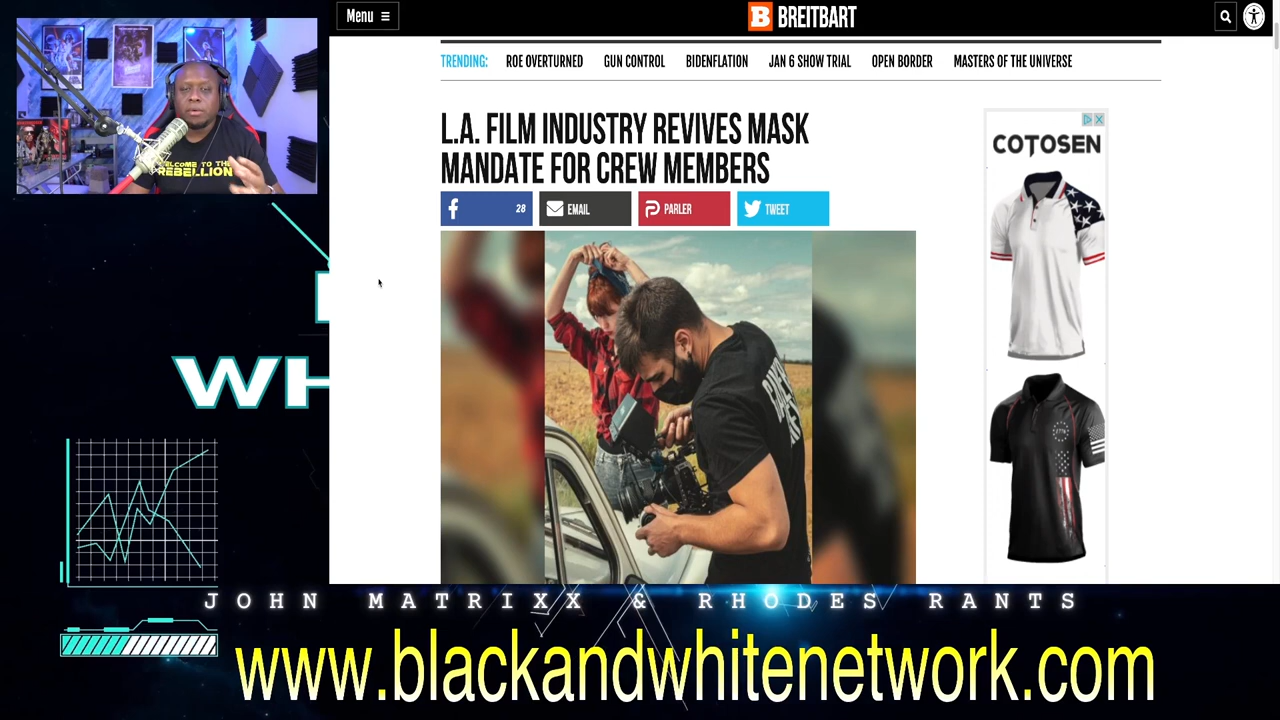 Menu
BREITBART
TRENDING: ROE OVERTURNED GUN CONTROL BIDENFLATION JAN 6 SHOW TRIAL OPEN BORDER MASTERS OF THE UNIVERSE
L.A. FILM INDUSTRY REVIVES MASK
MANDATE FOR CREW MEMBERS
28 EMAIL PARLER TWEET
COTOSEN
WELCOME TO THE
REBELLION
WH
JOHN MATRIXX & RHODES RANTS
www.blackandwhitenetwork.com